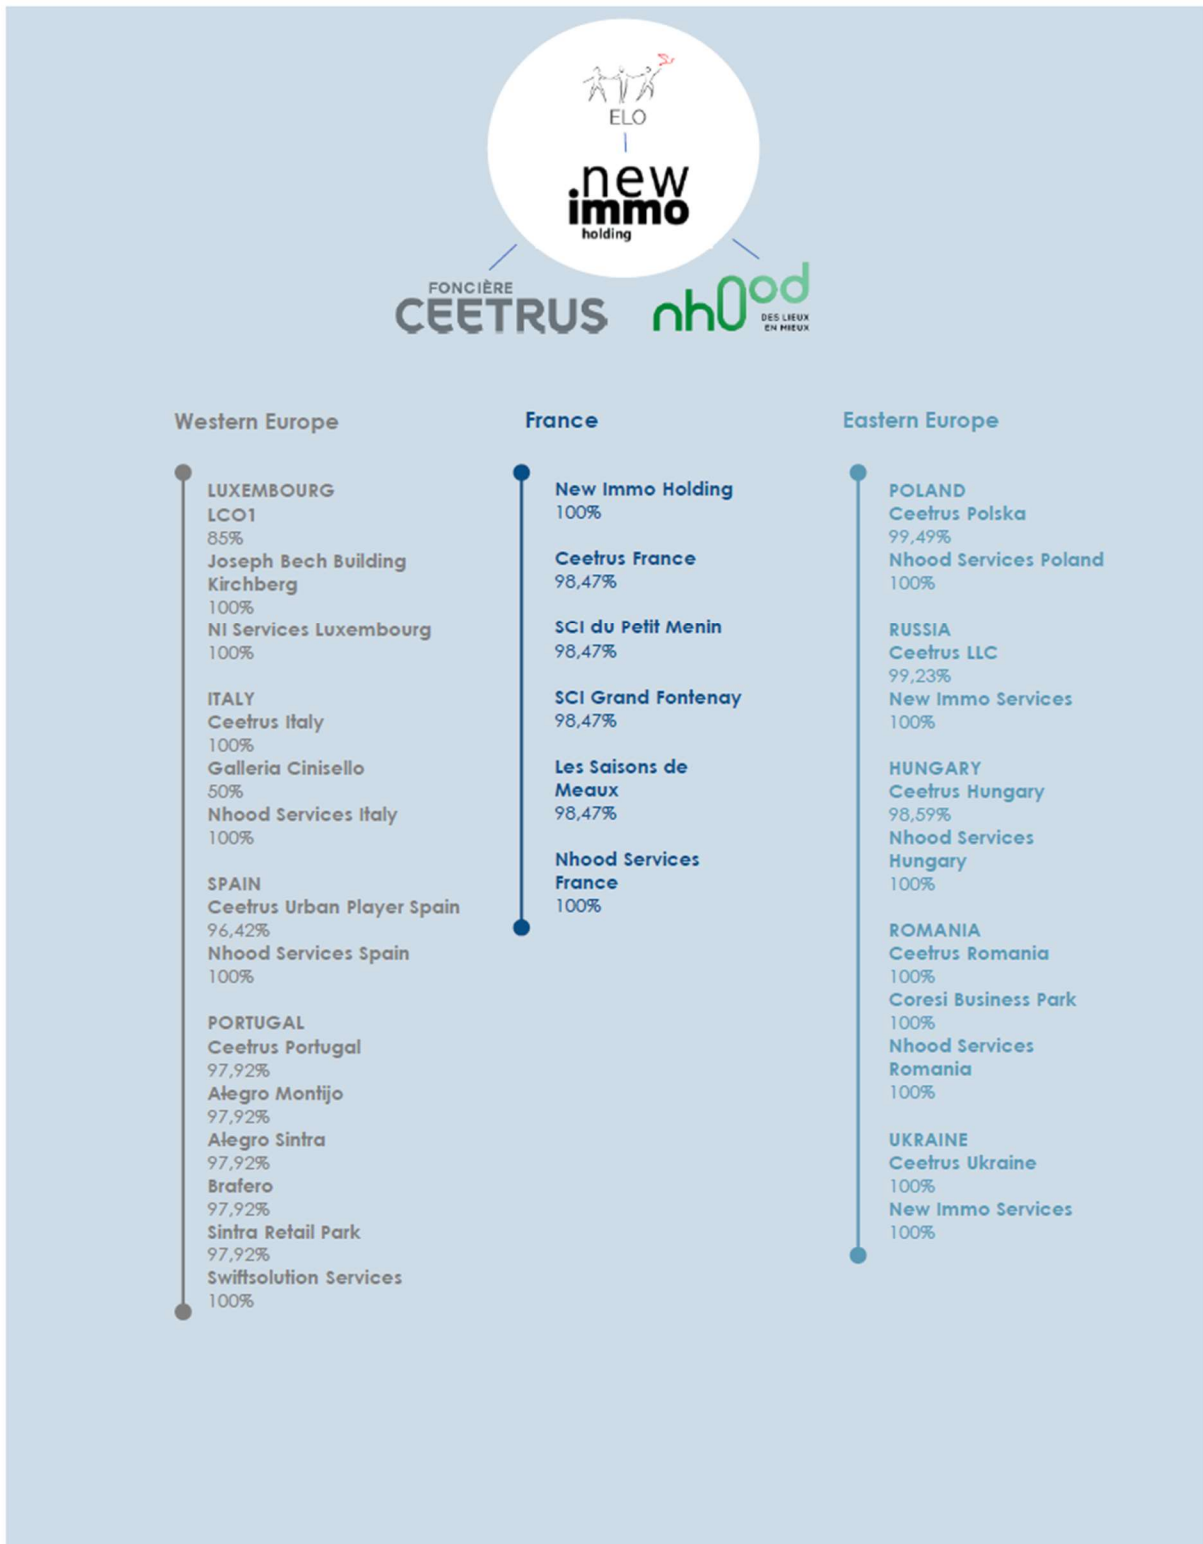 ELO
new
immo
holding
FONCIÈRE
CEETRUS
nhood
DES LIEUX
EN MIEUX
Western Europe
LUXEMBOURG
LCO1
85%
Joseph Bech Building
Kirchberg
100%
NI Services Luxembourg
100%
ITALY
Ceetrus Italy
100%
Galleria Cinisello
50%
Nhood Services Italy
100%
SPAIN
Ceetrus Urban Player Spain
96,42%
Nhood Services Spain
100%
PORTUGAL
Ceetrus Portugal
97,92%
Alegro Montijo
97,92%
Alegro Sintra
97,92%
Brafero
97,92%
Sintra Retail Park
97,92%
Swiftsolution Services
100%
France
New Immo Holding
100%
Ceetrus France
98,47%
SCI du Petit Menin
98,47%
SCI Grand Fontenay
98,47%
Les Saisons de
Meaux
98,47%
Nhood Services
France
100%
Eastern Europe
POLAND
Ceetrus Polska
99,49%
Nhood Services Poland
100%
RUSSIA
Ceetrus LLC
99,23%
New Immo Services
100%
HUNGARY
Ceetrus Hungary
98,59%
Nhood Services
Hungary
100%
ROMANIA
Ceetrus Romania
100%
Coresi Business Park
100%
Nhood Services
Romania
100%
UKRAINE
Ceetrus Ukraine
100%
New Immo Services
100%